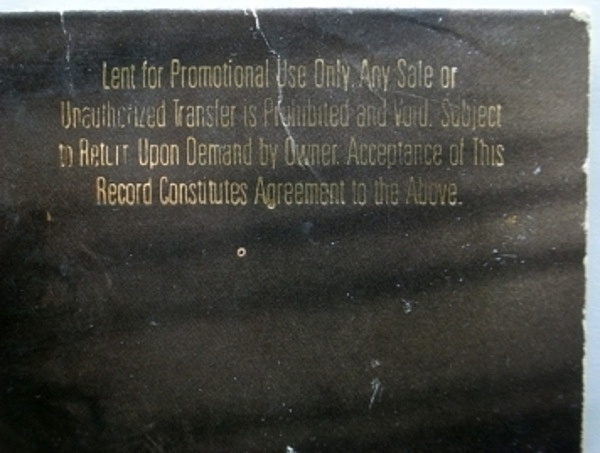 Lent for Promotional Use Only. Any Sale or
Unauthorized Transfer is Prohibited and Void. Subject
to Return Upon Demand by Owner. Acceptance of This
Record Constitutes Agreement to the Above.